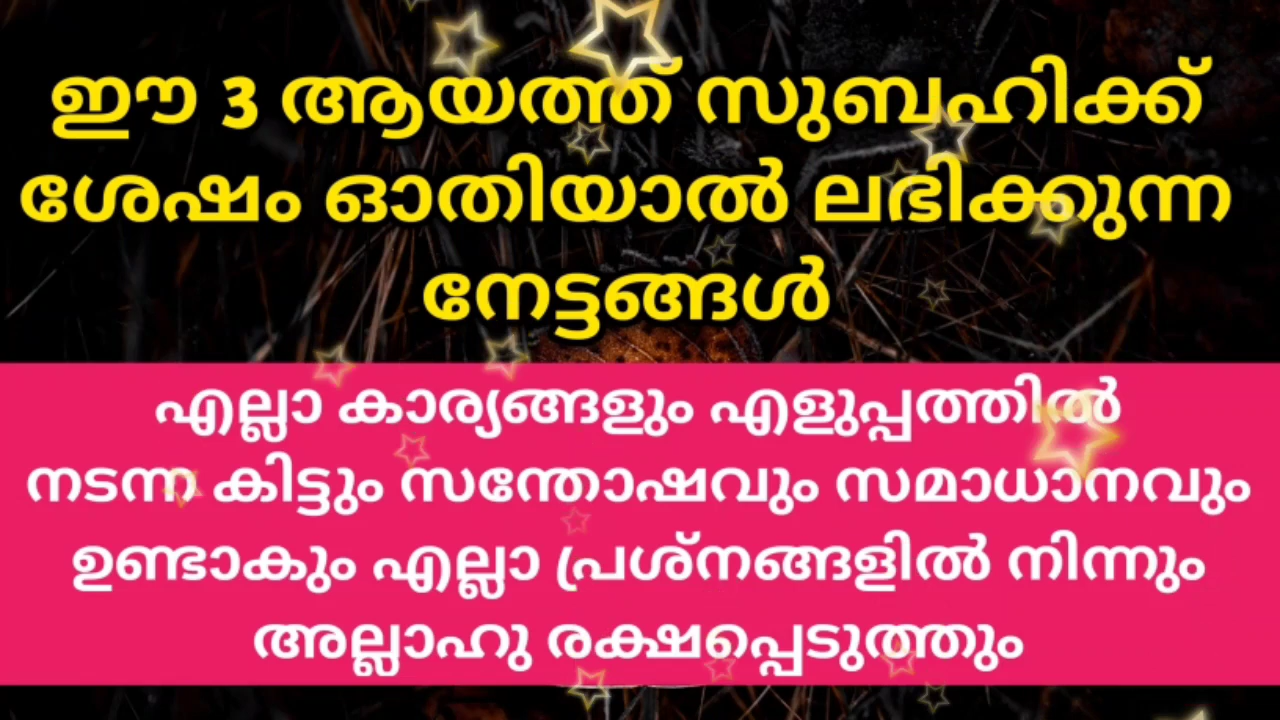 ഈ 3 ആയത്ത് സുബഹിക്ക്
ശേഷം ഓതിയാൽ ലഭിക്കുന്ന
നേട്ടങ്ങൾ
എല്ലാ കാര്യങ്ങളും എളുപ്പത്തിൽ
നടന്ന കിട്ടും സന്തോഷവും സമാധാനവും
ഉണ്ടാകും എല്ലാ പ്രശ്നങ്ങളിൽ നിന്നും
അല്ലാഹു രക്ഷപ്പെടുത്തും